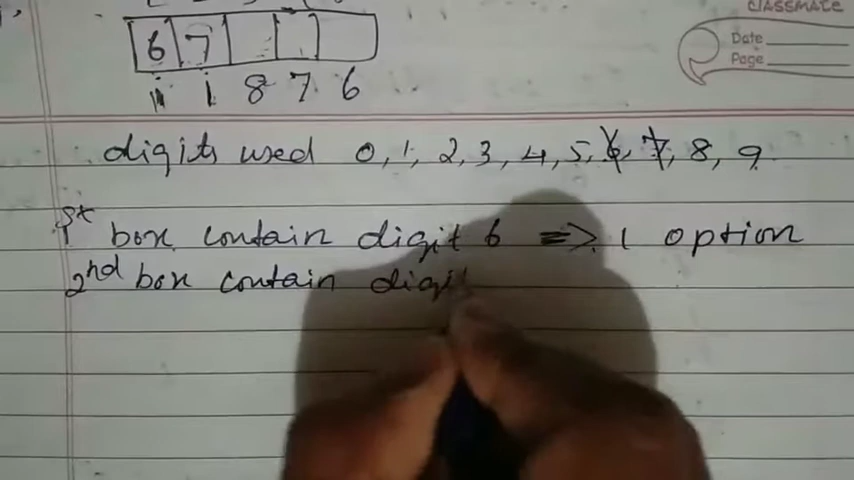 CLASSMATE
Date
Page
6 7
1 1 8 7 6
digits used 0, 1, 2, 3, 4, 5, 6, 7, 8, 9
1st box contain digit 6 => 1 option
2nd box contain digit